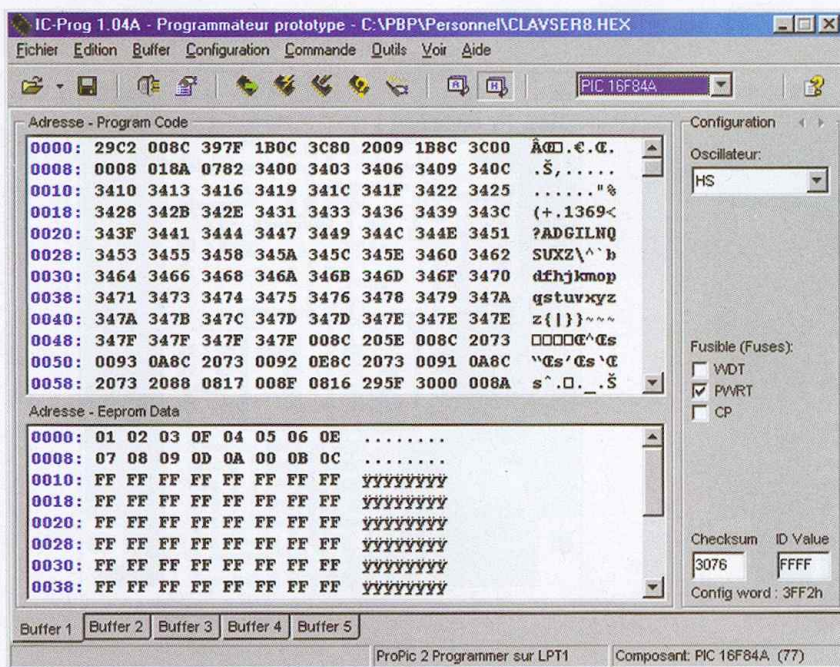 IC-Prog 1.04A - Programmateur prototype - C:\PBP\Personnel\CLAVSER8.HEX
Fichier Edition Buffer Configuration Commande Outils Voir Aide
PIC 16F84A
Adresse - Program Code
0000: 29C2 008C 397F 1B0C 3C80 2009 1B8C 3C00 ÂŒ□.€.Œ.
0008: 0008 018A 0782 3400 3403 3406 3409 340C .Š‚.....
0010: 3410 3413 3416 3419 341C 341F 3422 3425 ......"%
0018: 3428 342B 342E 3431 3433 3436 3439 343C (+.1369<
0020: 343F 3441 3444 3447 3449 344C 344E 3451 ?ADGILNQ
0028: 3453 3455 3458 345A 345C 345E 3460 3462 SUXZ\^`b
0030: 3464 3466 3468 346A 346B 346D 346F 3470 dfhjkmop
0038: 3471 3473 3474 3475 3476 3478 3479 347A qstuvxyz
0040: 347A 347B 347C 347D 347D 347E 347E 347E z{|}}~~~
0048: 347F 347F 347F 347F 008C 205E 008C 2073 □□□□Œ^Œs
0050: 0093 0A8C 2073 0092 0E8C 2073 0091 0A8C “Œs’Œs‘Œ
0058: 2073 2088 0817 008F 0816 295F 3000 008A sˆ.□._.Š
Adresse - Eeprom Data
0000: 01 02 03 0F 04 05 06 0E ........
0008: 07 08 09 0D 0A 00 0B 0C ........
0010: FF FF FF FF FF FF FF FF ÿÿÿÿÿÿÿÿ
0018: FF FF FF FF FF FF FF FF ÿÿÿÿÿÿÿÿ
0020: FF FF FF FF FF FF FF FF ÿÿÿÿÿÿÿÿ
0028: FF FF FF FF FF FF FF FF ÿÿÿÿÿÿÿÿ
0030: FF FF FF FF FF FF FF FF ÿÿÿÿÿÿÿÿ
0038: FF FF FF FF FF FF FF FF ÿÿÿÿÿÿÿÿ
Configuration
Oscillateur:
HS
Fusible (Fuses):
WDT
PWRT
CP
Checksum ID Value
3076 FFFF
Config word : 3FF2h
Buffer 1 Buffer 2 Buffer 3 Buffer 4 Buffer 5
ProPic 2 Programmer sur LPT1 Composant: PIC 16F84A (77)